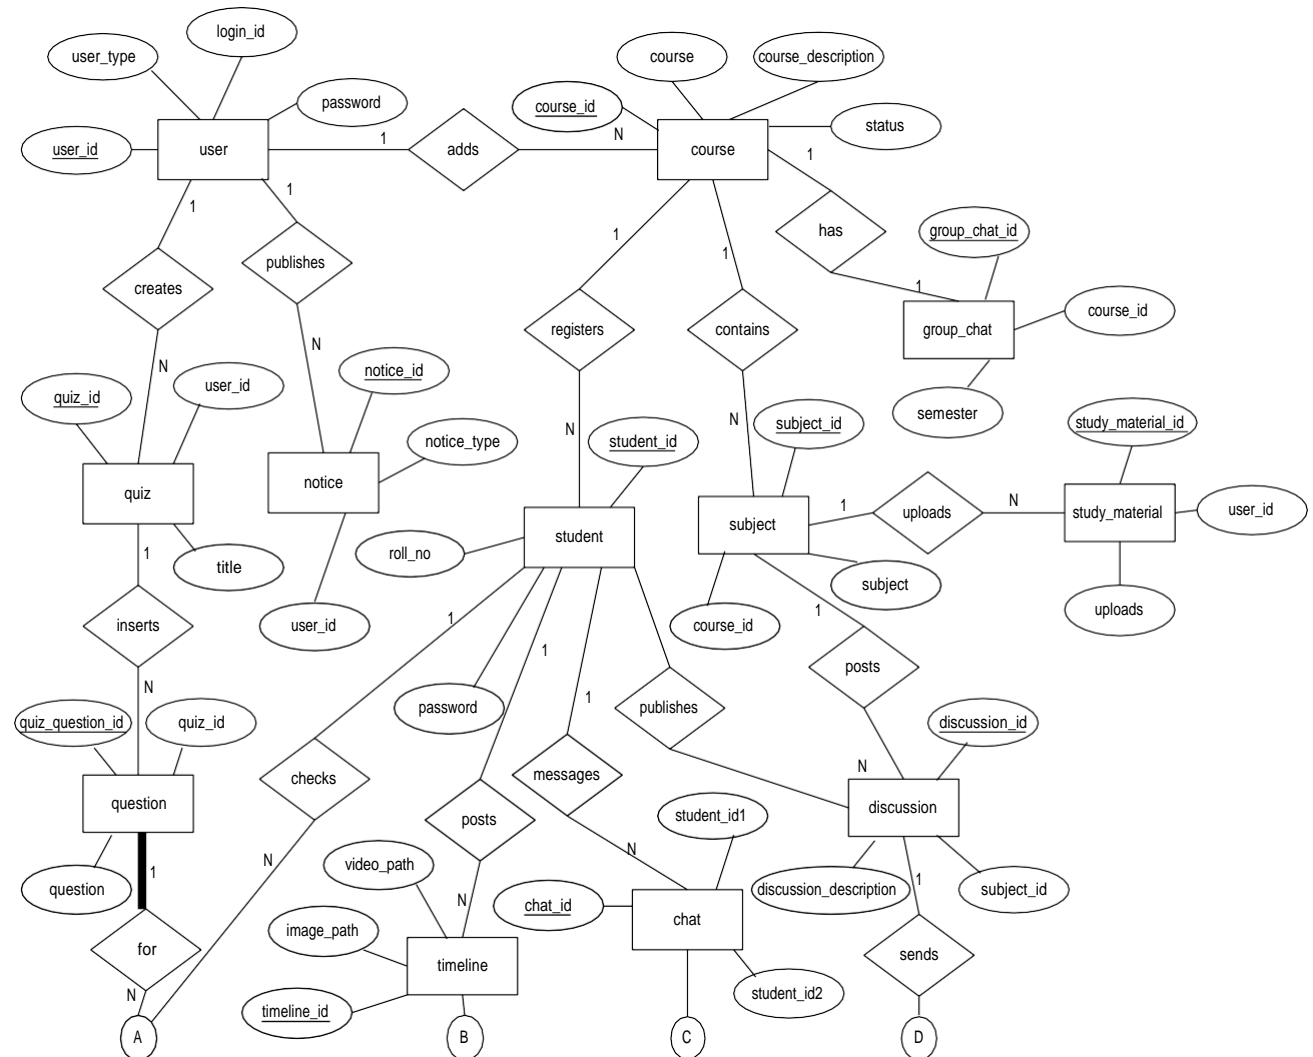 login_id
user_type
course
course_description
password
course_id
status
user_id
user
1
adds
N
course
1
1
1
group_chat_id
has
publishes
1
1
creates
1
course_id
registers
contains
group_chat
N
N
notice_id
user_id
quiz_id
semester
N
N
subject_id
study_material_id
notice_type
student_id
quiz
notice
1
uploads
N
study_material
user_id
subject
student
roll_no
1
title
subject
uploads
inserts
user_id
1
course_id
1
1
posts
N
1
password
publishes
quiz_question_id
quiz_id
discussion_id
checks
messages
N
question
discussion
posts
student_id1
N
N
video_path
1
1
question
discussion_description
subject_id
N
chat_id
chat
image_path
for
sends
timeline
student_id2
N
timeline_id
A
B
C
D